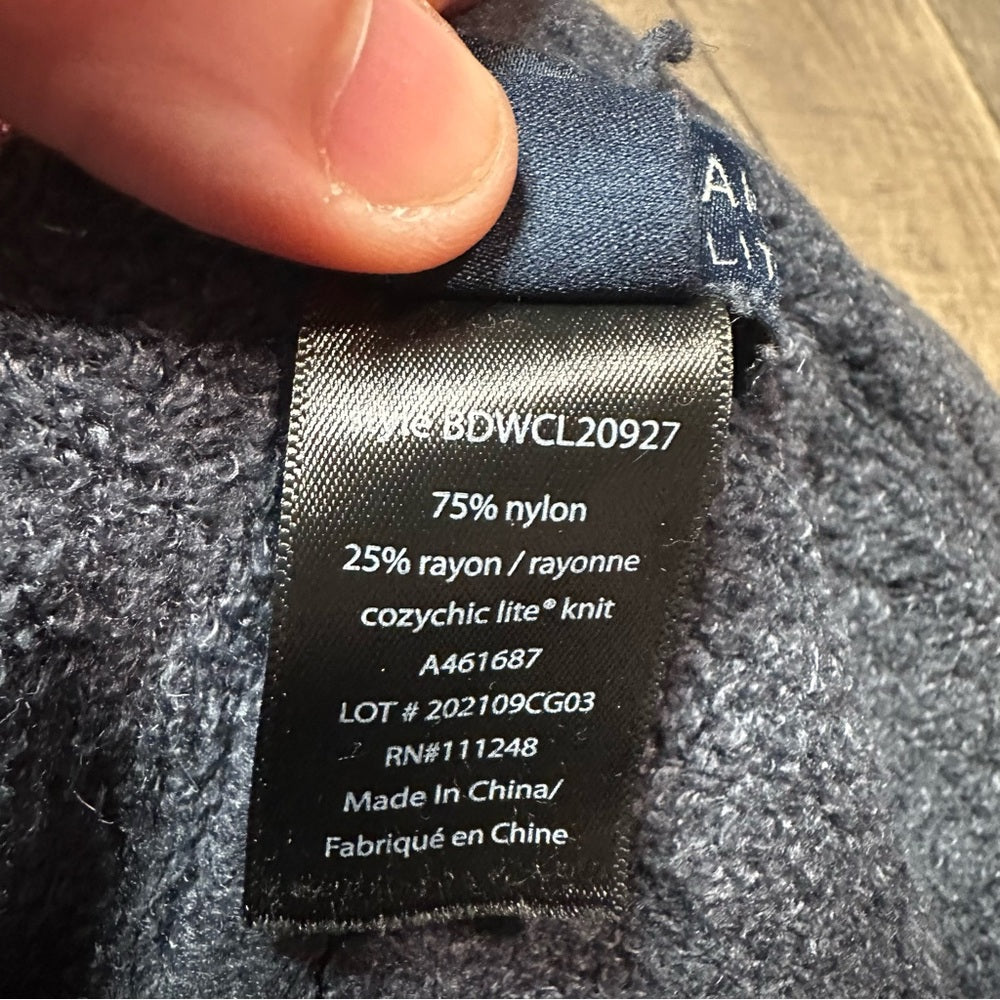 style BDWCL20927
75% nylon
25% rayon / rayonne
cozychic lite® knit
A461687
LOT # 202109CG03
RN#111248
Made In China/
Fabriqué en Chine